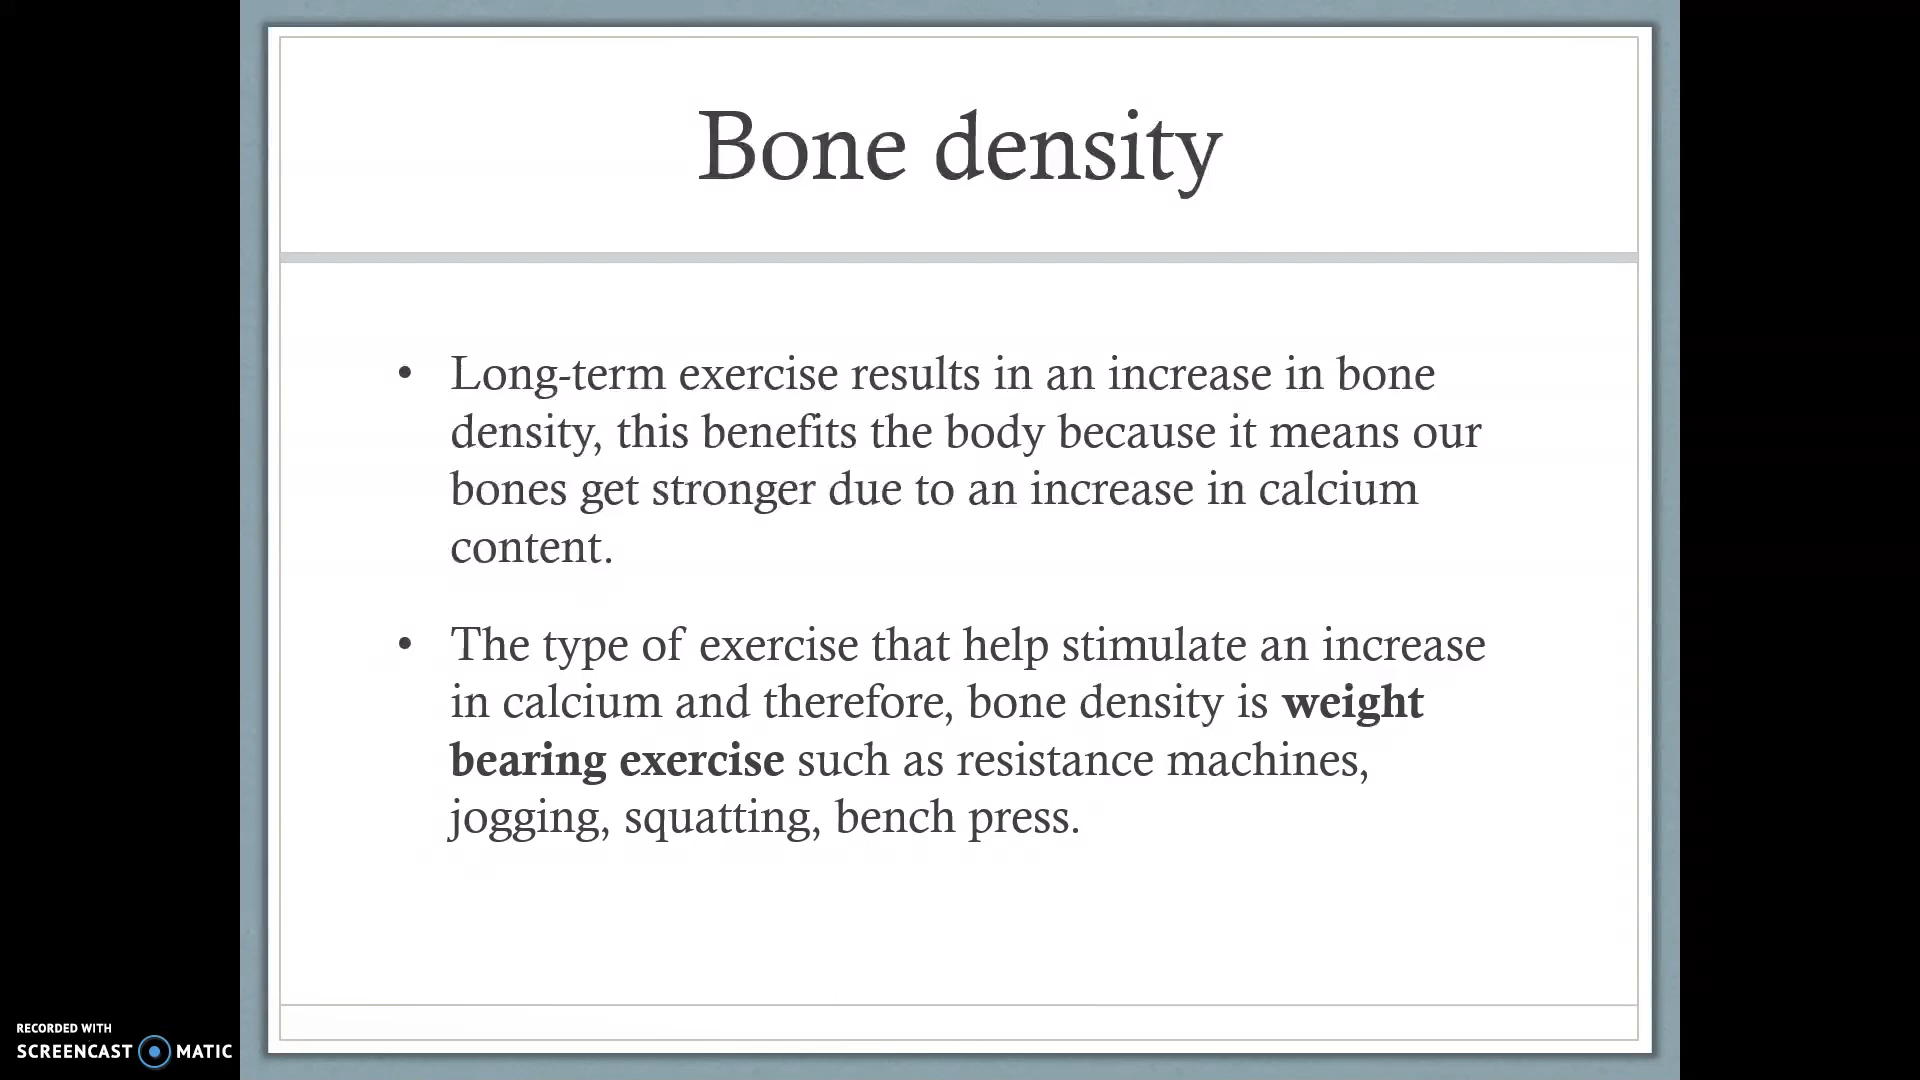 Bone density
• Long-term exercise results in an increase in bone
density, this benefits the body because it means our
bones get stronger due to an increase in calcium
content.
• The type of exercise that help stimulate an increase
in calcium and therefore, bone density is weight
bearing exercise such as resistance machines,
jogging, squatting, bench press.
RECORDED WITH
SCREENCAST MATIC